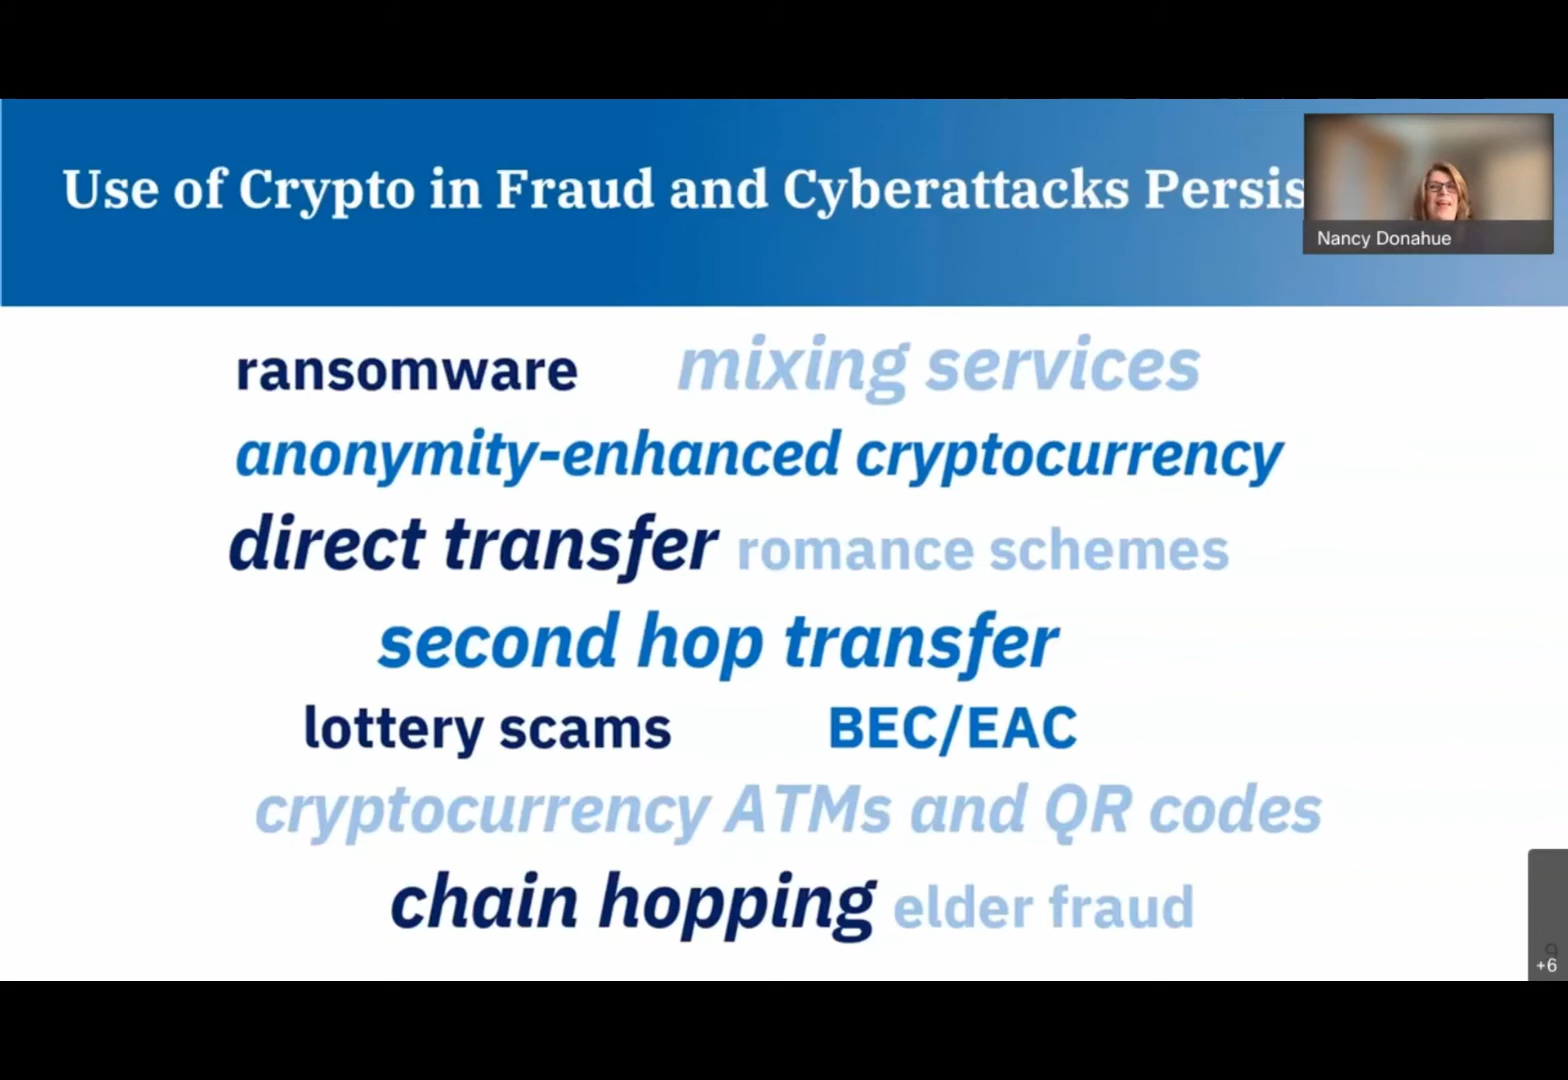 Use of Crypto in Fraud and Cyberattacks Persis
Nancy Donahue
ransomware mixing services
anonymity-enhanced cryptocurrency
direct transfer romance schemes
second hop transfer
lottery scams BEC/EAC
cryptocurrency ATMs and QR codes
chain hopping elder fraud
9
+6